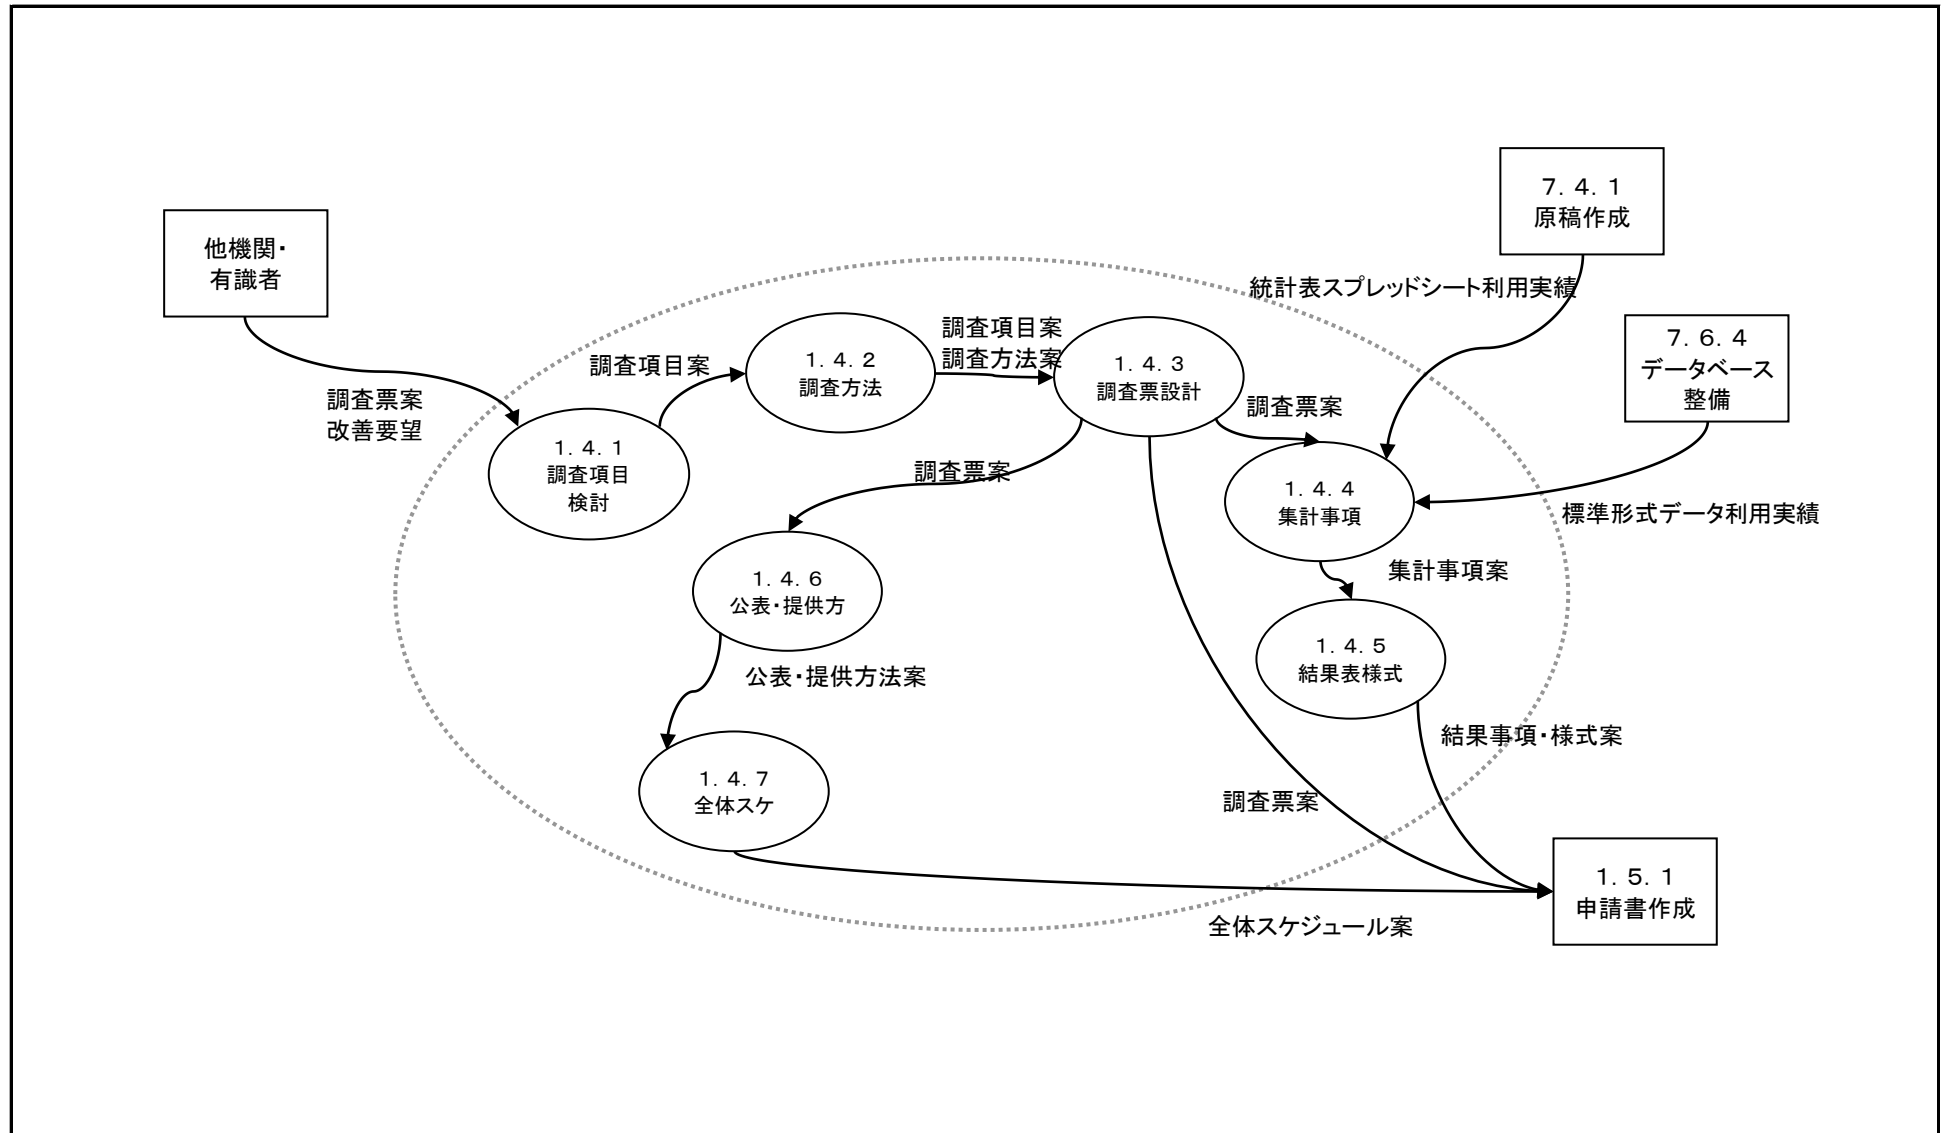 ７．４．１
原稿作成
他機関・
有識者
統計表スプレッドシート利用実績
７．６．４
データベース
整備
調査項目案
調査方法案
１．４．２
調査方法
１．４．３
調査票設計
調査項目案
調査票案
改善要望
調査票案
１．４．１
調査項目
検討
調査票案
１．４．４
集計事項
標準形式データ利用実績
集計事項案
１．４．６
公表・提供方
１．４．５
結果表様式
公表・提供方法案
結果事項・様式案
１．４．７
全体スケ
調査票案
１．５．１
申請書作成
全体スケジュール案